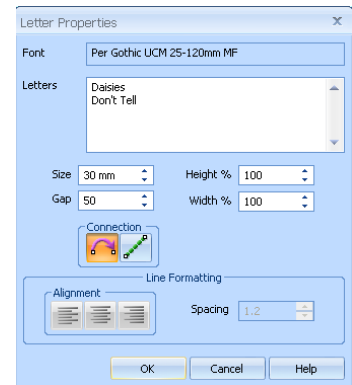 Letter Properties x
Font Per Gothic UCM 25-120mm MF
Letters Daisies
Don't Tell
Size 30 mm Height % 100
Gap 50 Width % 100
Connection
Line Formatting
Alignment
Spacing 1.2
OK Cancel Help